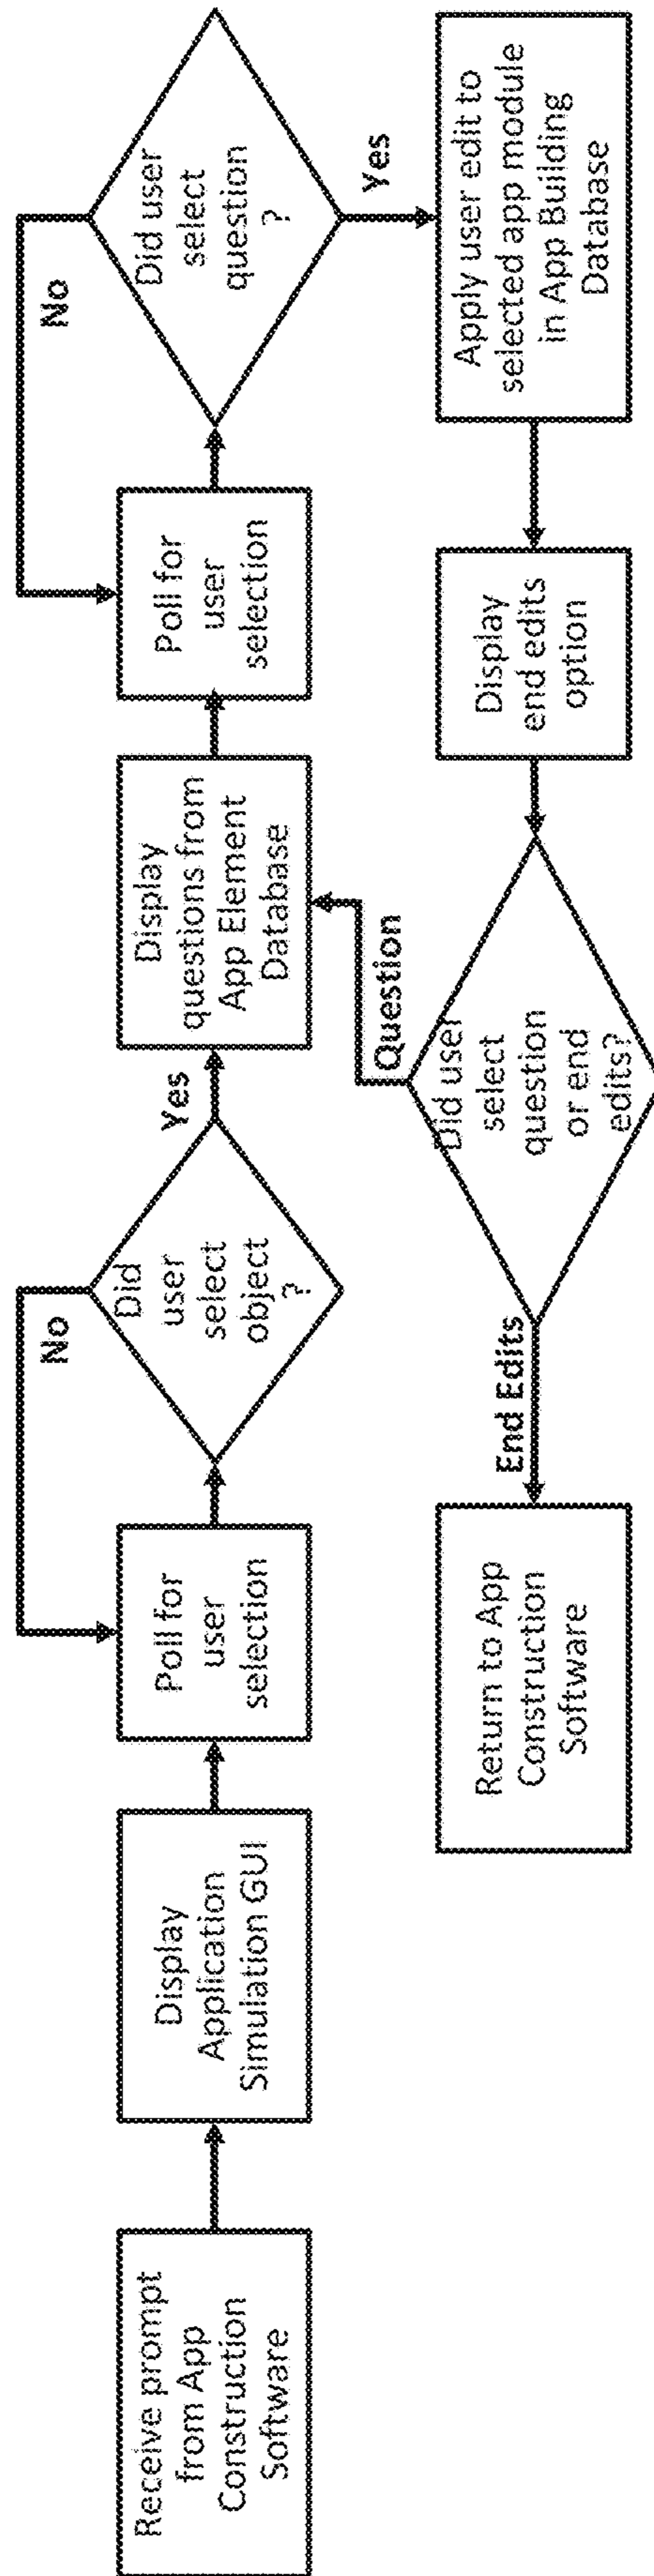 Receive prompt
from App
Construction
Software
Display
Application
Simulation GUI
Poll for
user
selection
No
Did
user
select
object
?
Yes
Display
questions from
App Element
Database
Poll for
user
selection
No
Did user
select
question
?
Yes
Apply user edit to
selected app module
in App Building
Database
Display
end edits
option
Did user
select
question
or end
edits?
Question
End Edits
Return to App
Construction
Software